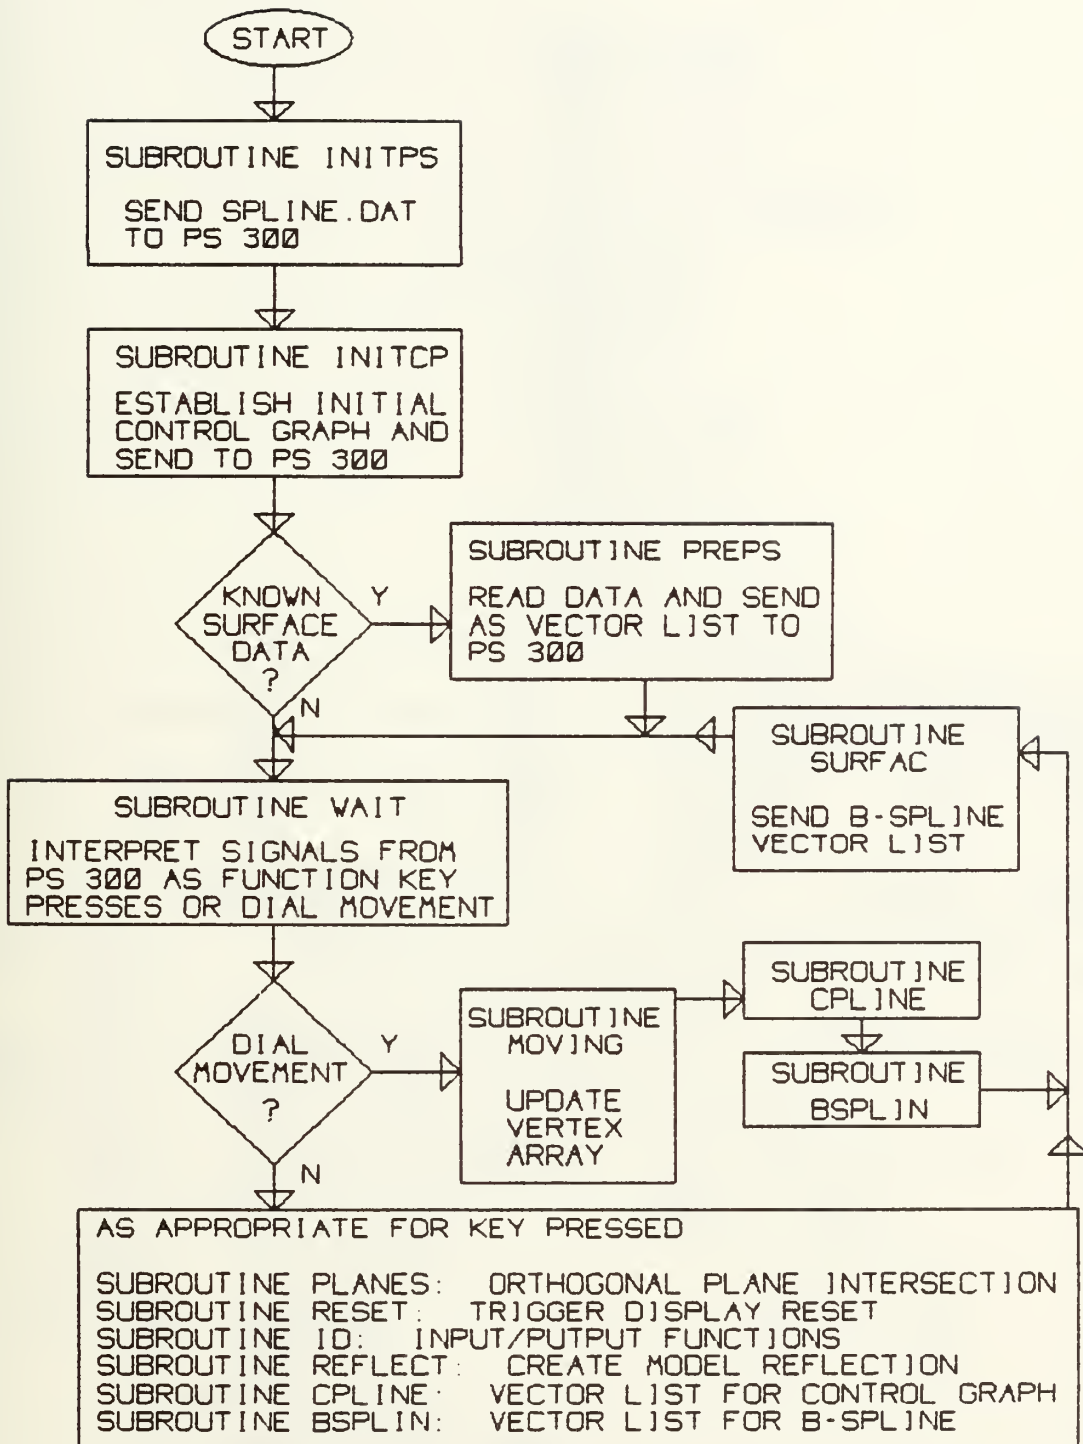 START
SUBROUTINE INITPS
SEND SPLINE.DAT
TO PS 300
SUBROUTINE INITCP
ESTABLISH INITIAL
CONTROL GRAPH AND
SEND TO PS 300
KNOWN
SURFACE
DATA
?
Y
N
SUBROUTINE PREPS
READ DATA AND SEND
AS VECTOR LIST TO
PS 300
SUBROUTINE
SURFAC
SEND B-SPLINE
VECTOR LIST
SUBROUTINE WAIT
INTERPRET SIGNALS FROM
PS 300 AS FUNCTION KEY
PRESSES OR DIAL MOVEMENT
DIAL
MOVEMENT
?
Y
N
SUBROUTINE
MOVING
UPDATE
VERTEX
ARRAY
SUBROUTINE
CPLINE
SUBROUTINE
BSPLIN
AS APPROPRIATE FOR KEY PRESSED
SUBROUTINE PLANES: ORTHOGONAL PLANE INTERSECTION
SUBROUTINE RESET: TRIGGER DISPLAY RESET
SUBROUTINE IO: INPUT/PUTPUT FUNCTIONS
SUBROUTINE REFLECT: CREATE MODEL REFLECTION
SUBROUTINE CPLINE: VECTOR LIST FOR CONTROL GRAPH
SUBROUTINE BSPLIN: VECTOR LIST FOR B-SPLINE